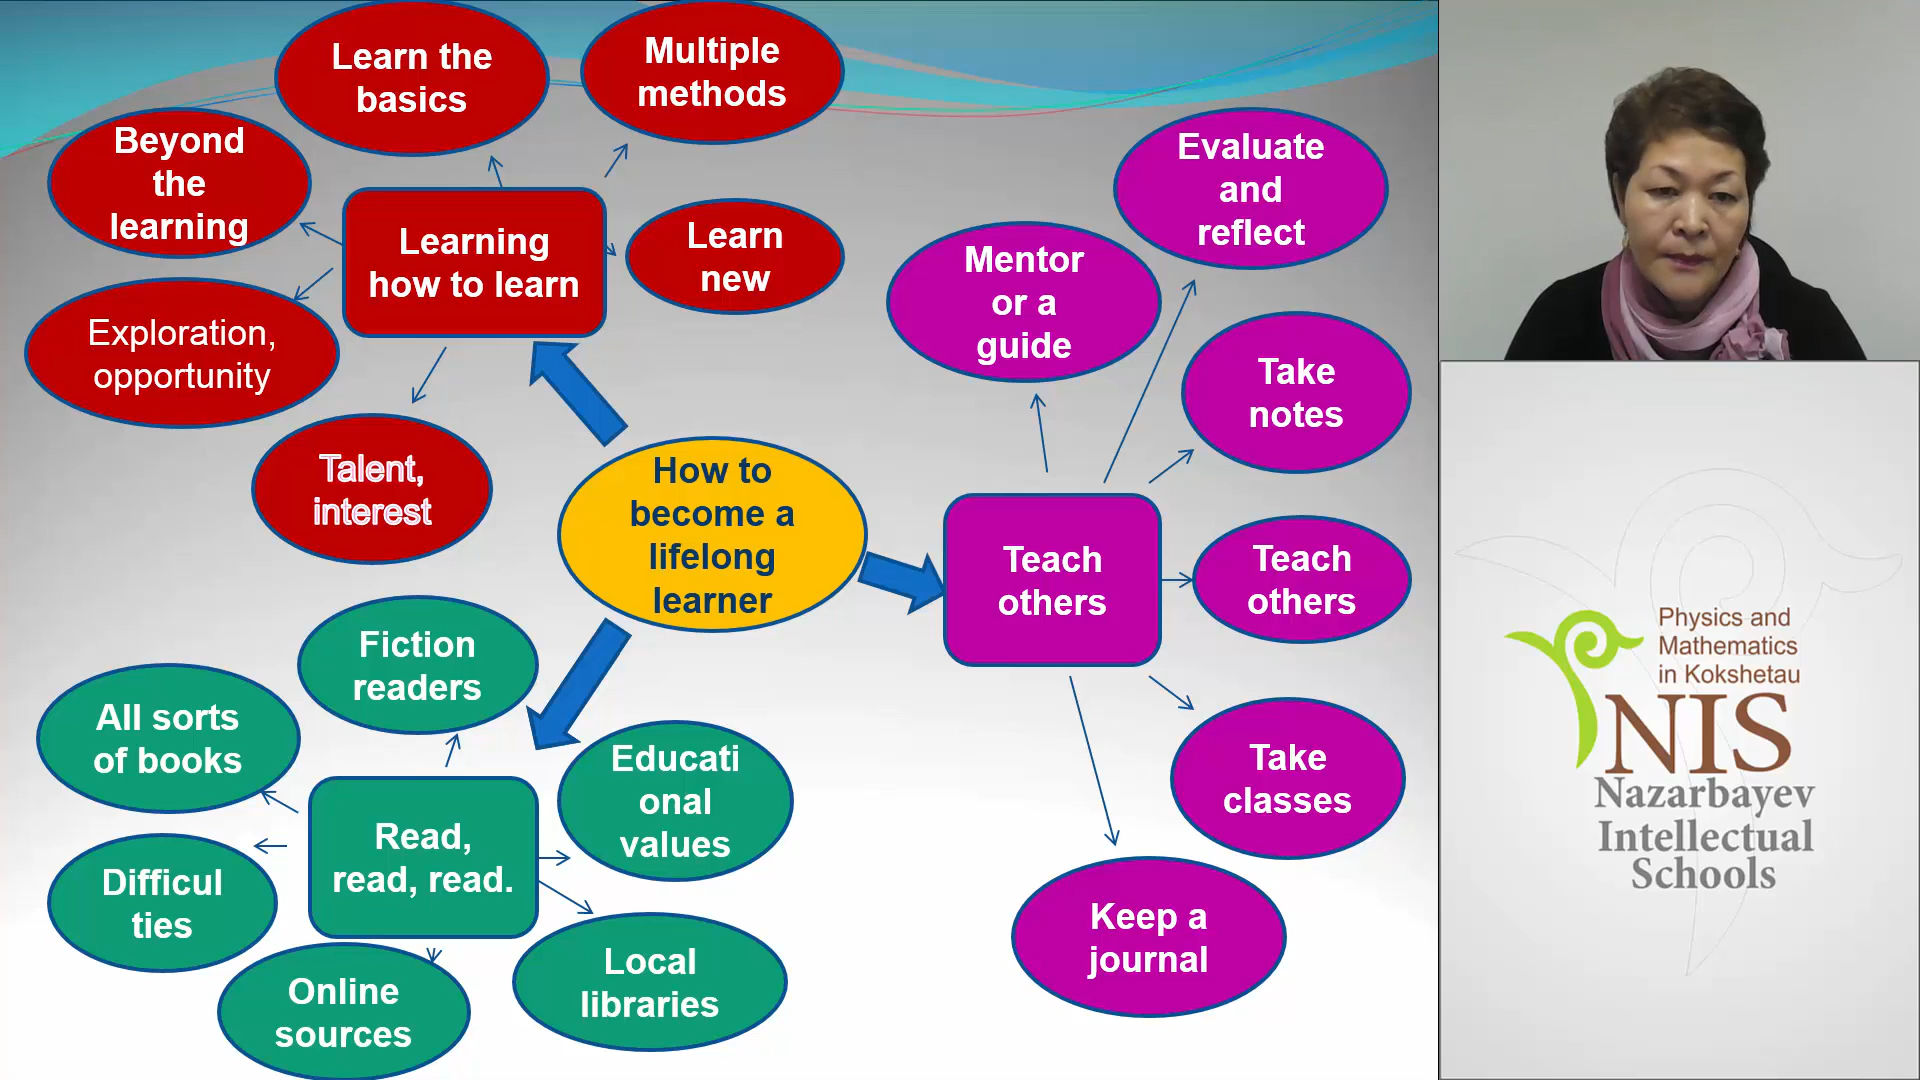 Learn the
basics
Multiple
methods
Beyond
the
learning
Learning
how to learn
Learn
new
Exploration,
opportunity
Talent,
interest
How to
become a
lifelong
learner
Evaluate
and
reflect
Mentor
or a
guide
Take
notes
Teach
others
Teach
others
Take
classes
Keep a
journal
Fiction
readers
All sorts
of books
Educati
onal
values
Read,
read, read.
Difficul
ties
Online
sources
Local
libraries
Physics and
Mathematics
in Kokshetau
NIS
Nazarbayev
Intellectual
Schools